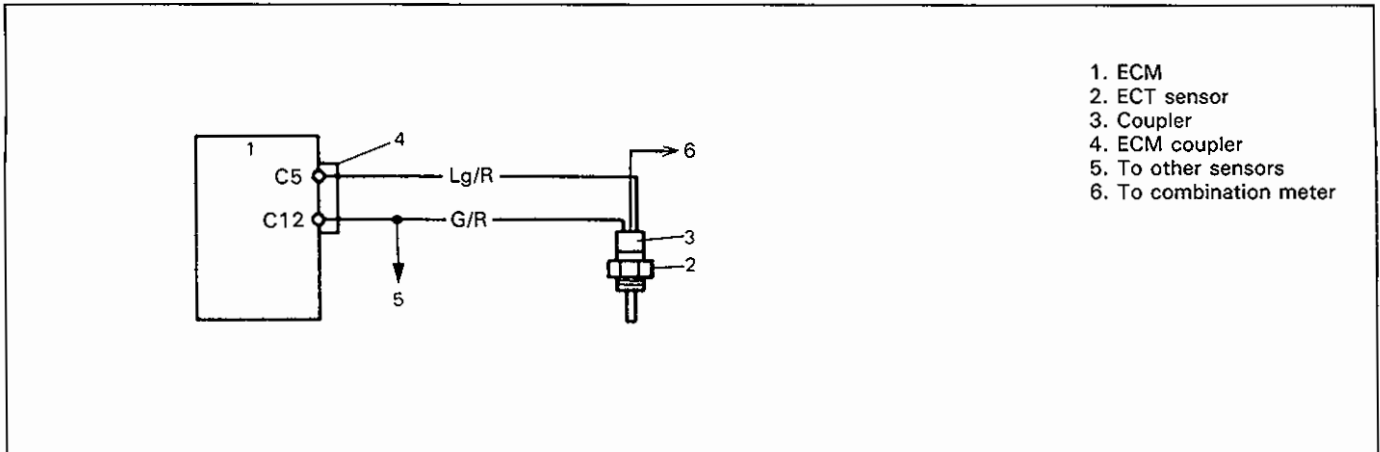 1. ECM
2. ECT sensor
3. Coupler
4. ECM coupler
5. To other sensors
6. To combination meter
1
4
6
C5
Lg/R
C12
G/R
3
2
5